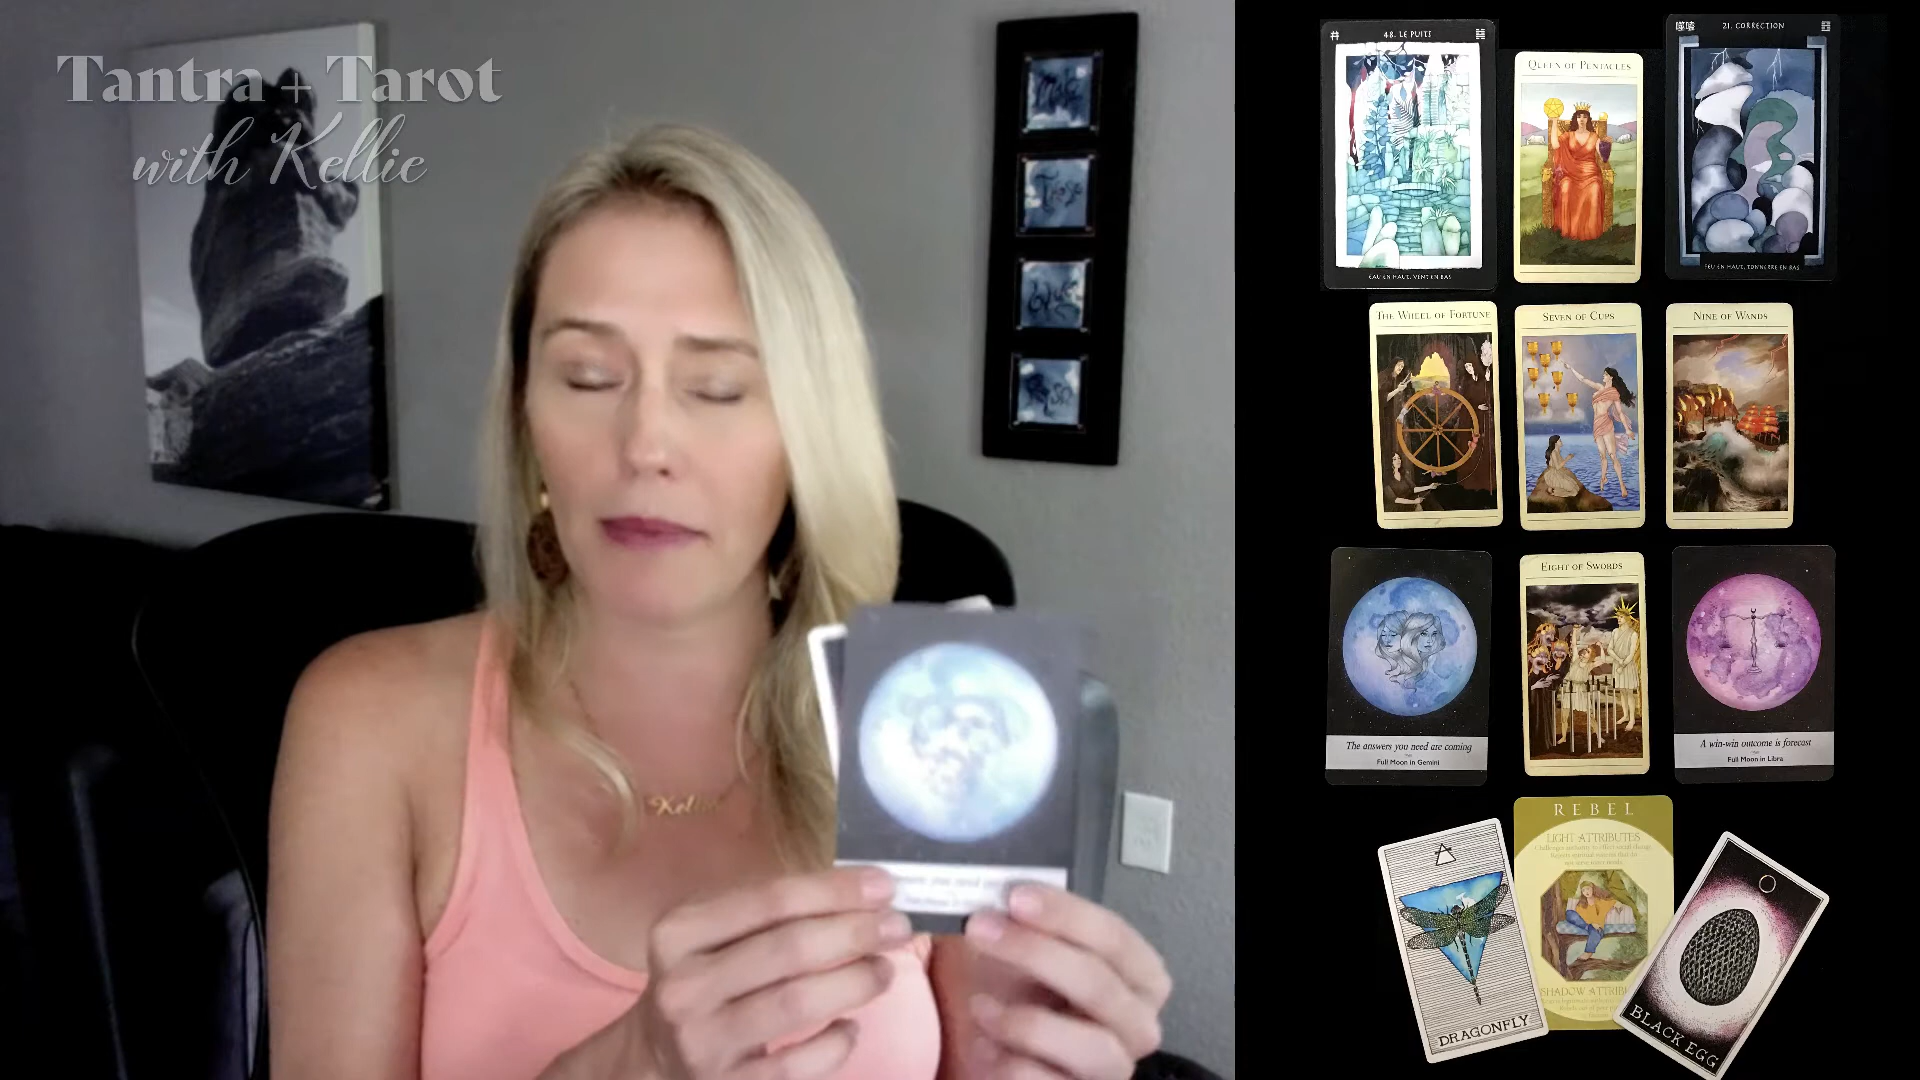 Tantra + Tarot
with Kellie
Kellie
48. LE PUITS
EAU EN HAUT, VENT EN BAS
QUEEN OF PENTACLES
21. CORRECTION
FEU EN HAUT, TONNERRE EN BAS
THE WHEEL OF FORTUNE
SEVEN OF CUPS
NINE OF WANDS
The answers you need are coming
Full Moon in Gemini
EIGHT OF SWORDS
A win-win outcome is forecast
Full Moon in Libra
REBEL
LIGHT ATTRIBUTES
SHADOW ATTRIB
DRAGONFLY
BLACK EGG